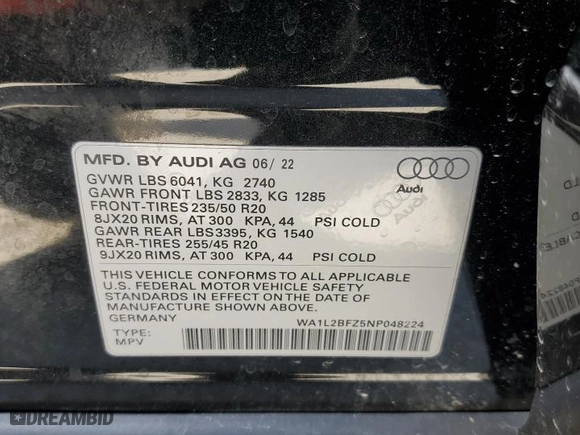 MFD. BY AUDI AG 06/ 22
GVWR LBS 6041, KG 2740
GAWR FRONT LBS 2833, KG 1285
FRONT-TIRES 235/50 R20
8JX20 RIMS, AT 300 KPA, 44 PSI COLD
GAWR REAR LBS3395, KG 1540
REAR-TIRES 255/45 R20
9JX20 RIMS, AT 300 KPA, 44 PSI COLD
Audi
THIS VEHICLE CONFORMS TO ALL APPLICABLE
U.S. FEDERAL MOTOR VEHICLE SAFETY
STANDARDS IN EFFECT ON THE DATE OF
MANUFACTURE SHOWN ABOVE.
GERMANY
WA1L2BFZ5NP048224
TYPE:
MPV
DREAMBID